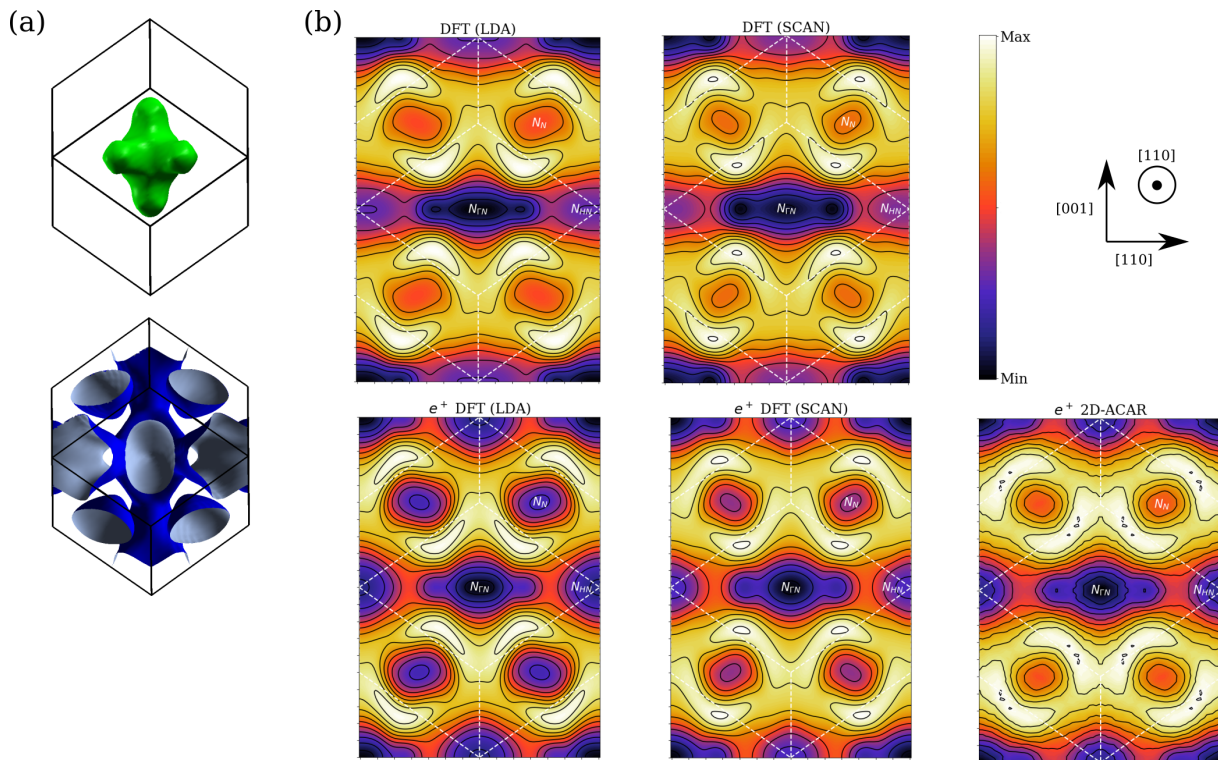 (a)
(b)
DFT (LDA)
N_N
N_ΓN
N_HN
DFT (SCAN)
N_N
N_ΓN
N_HN
Max
Min
[110]
[001]
[110]
e⁺ DFT (LDA)
N_N
N_ΓN
N_HN
e⁺ DFT (SCAN)
N_N
N_ΓN
N_HN
e⁺ 2D-ACAR
N_N
N_ΓN
N_HN